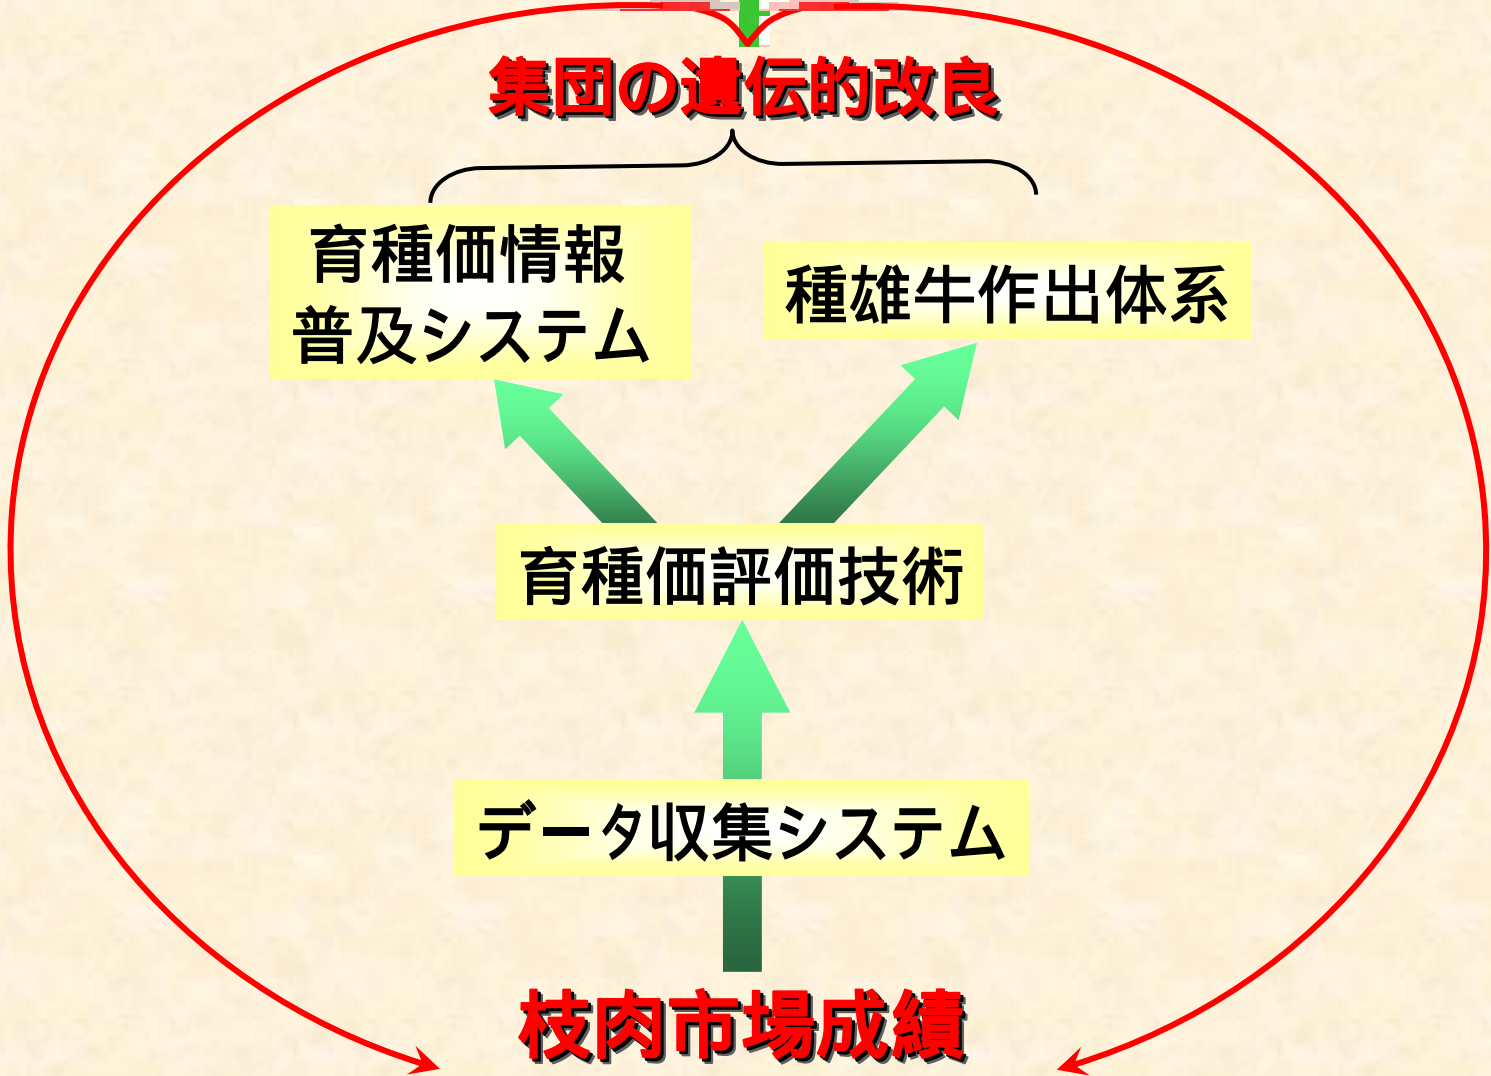 集団の遺伝的改良
育種価情報
普及システム
種雄牛作出体系
育種価評価技術
データ収集システム
枝肉市場成績